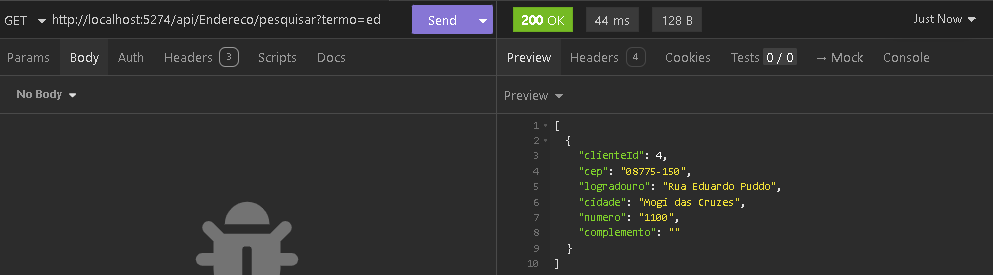 GET http://localhost:5274/api/Endereco/pesquisar?termo=ed Send 200 OK 44 ms 128 B Just Now
Params Body Auth Headers 3 Scripts Docs Preview Headers 4 Cookies Tests 0 / 0 → Mock Console
No Body Preview
1 [
2 {
3 "clienteId": 4,
4 "cep": "08775-150",
5 "logradouro": "Rua Eduardo Puddo",
6 "cidade": "Mogi das Cruzes",
7 "numero": "1100",
8 "complemento": ""
9 }
10 ]